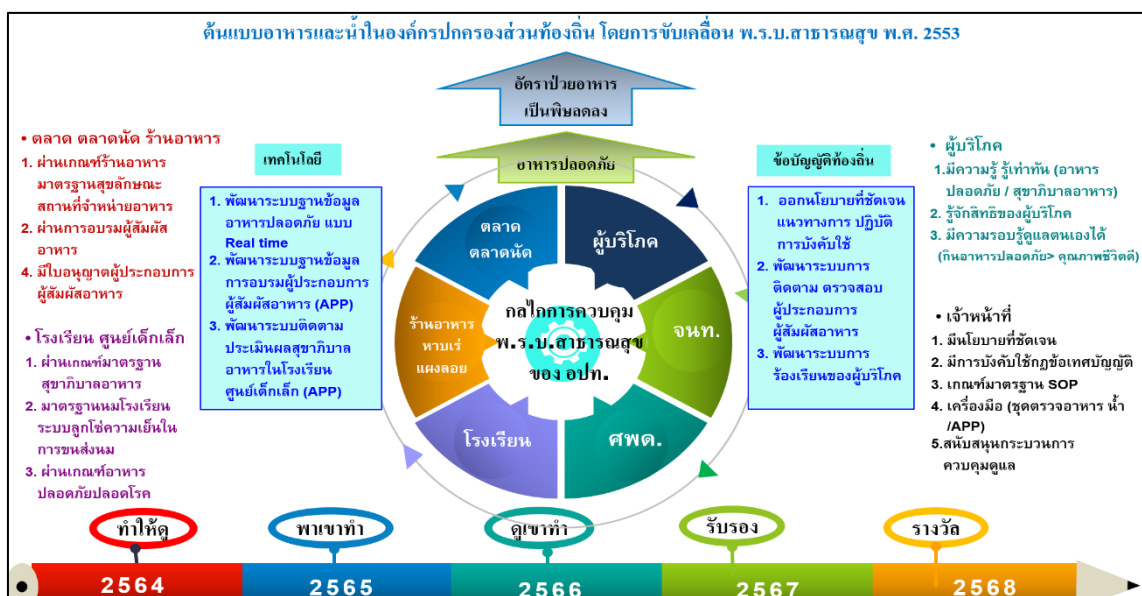 ต้นแบบอาหารและน้ำในองค์กรปกครองส่วนท้องถิ่น โดยการขับเคลื่อน พ.ร.บ.สาธารณสุข พ.ศ. 2553
อัตราป่วยอาหาร
เป็นพิษลดลง
อาหารปลอดภัย
• ตลาด ตลาดนัด ร้านอาหาร
1. ผ่านเกณฑ์ร้านอาหาร
มาตรฐานสุขลักษณะ
สถานที่จำหน่ายอาหาร
2. ผ่านการอบรมผู้สัมผัส
อาหาร
4. มีใบอนุญาตผู้ประกอบการ
ผู้สัมผัสอาหาร
• โรงเรียน ศูนย์เด็กเล็ก
1. ผ่านเกณฑ์มาตรฐาน
สุขาภิบาลอาหาร
2. มาตรฐานนมโรงเรียน
ระบบลูกโซ่ความเย็นใน
การขนส่งนม
3. ผ่านเกณฑ์อาหาร
ปลอดภัยปลอดโรค
เทคโนโลยี
1. พัฒนาระบบฐานข้อมูล
อาหารปลอดภัย แบบ
Real time
2. พัฒนาระบบฐานข้อมูล
การอบรมผู้ประกอบการ
ผู้สัมผัสอาหาร (APP)
3. พัฒนาระบบติดตาม
ประเมินผลสุขาภิบาล
อาหารในโรงเรียน
ศูนย์เด็กเล็ก (APP)
ตลาด
ตลาดนัด
ผู้บริโภค
ร้านอาหาร
หาบเร่
แผงลอย
กลไกการควบคุม
พ.ร.บ.สาธารณสุข
ของ อปท.
จนท.
โรงเรียน
ศพด.
ข้อบัญญัติท้องถิ่น
1. ออกนโยบายที่ชัดเจน
แนวทางการ ปฏิบัติ
การบังคับใช้
2. พัฒนาระบบการ
ติดตาม ตรวจสอบ
ผู้ประกอบการ
ผู้สัมผัสอาหาร
3. พัฒนาระบบการ
ร้องเรียนของผู้บริโภค
• ผู้บริโภค
1.มีความรู้ รู้เท่าทัน (อาหาร
ปลอดภัย / สุขาภิบาลอาหาร)
2. รู้จักสิทธิของผู้บริโภค
3. มีความรอบรู้ดูแลตนเองได้
(กินอาหารปลอดภัย> คุณภาพชีวิตดี)
• เจ้าหน้าที่
1. มีนโยบายที่ชัดเจน
2. มีการบังคับใช้กฎข้อเทศบัญญัติ
3. เกณฑ์มาตรฐาน SOP
4. เครื่องมือ (ชุดตรวจอาหาร น้ำ
/APP)
5.สนับสนุนกระบวนการ
ควบคุมดูแล
ทำให้ดู
พาเขาทำ
ดูเขาทำ
รับรอง
รางวัล
2564
2565
2566
2567
2568